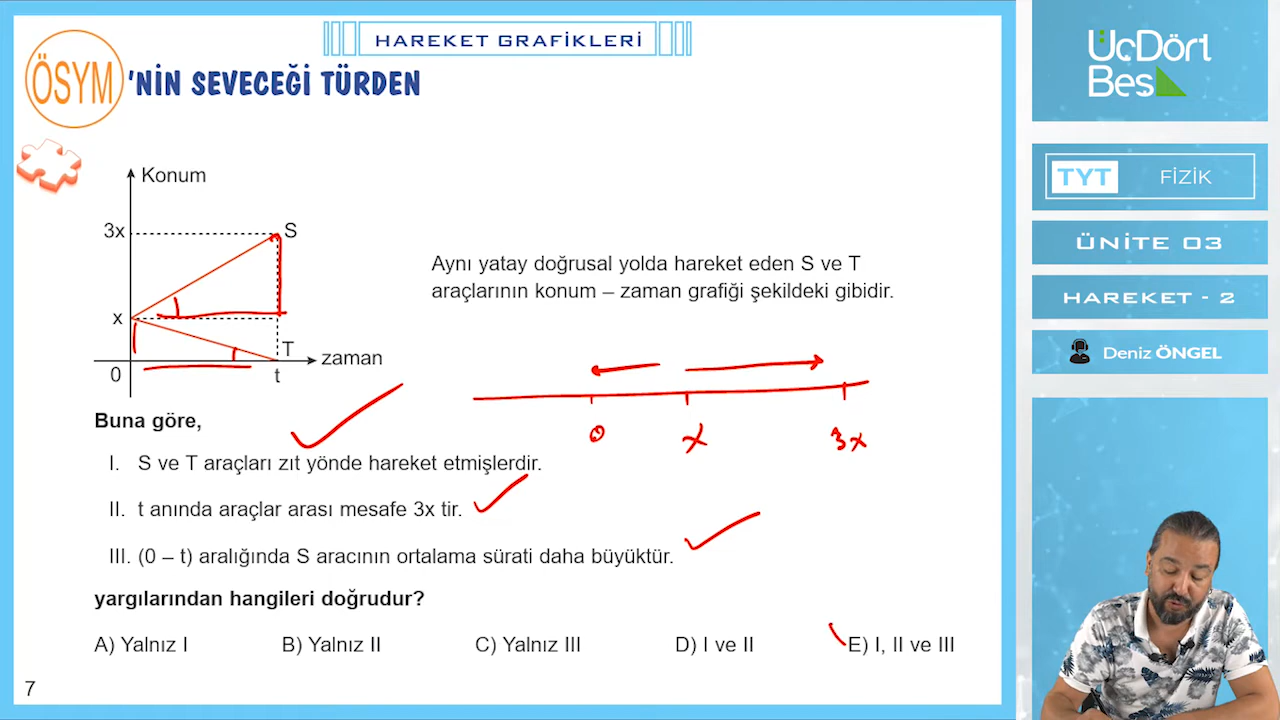 HAREKET GRAFİKLERİ
ÖSYM'NİN SEVECEĞİ TÜRDEN
Konum
3x
S
x
T
zaman
0
t
Aynı yatay doğrusal yolda hareket eden S ve T
araçlarının konum – zaman grafiği şekildeki gibidir.
0 x 3x
Buna göre,
I. S ve T araçları zıt yönde hareket etmişlerdir.
II. t anında araçlar arası mesafe 3x tir.
III. (0 – t) aralığında S aracının ortalama sürati daha büyüktür.
yargılarından hangileri doğrudur?
A) Yalnız I B) Yalnız II C) Yalnız III D) I ve II E) I, II ve III
7
ÜçDört
Beş
TYT FİZİK
ÜNİTE 03
HAREKET - 2
Deniz ÖNGEL